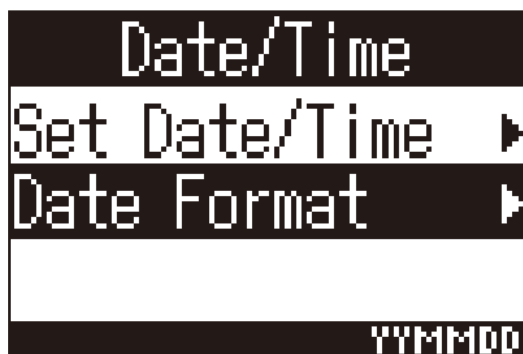 Date/Time
Set Date/Time
Date Format
YYMMDD